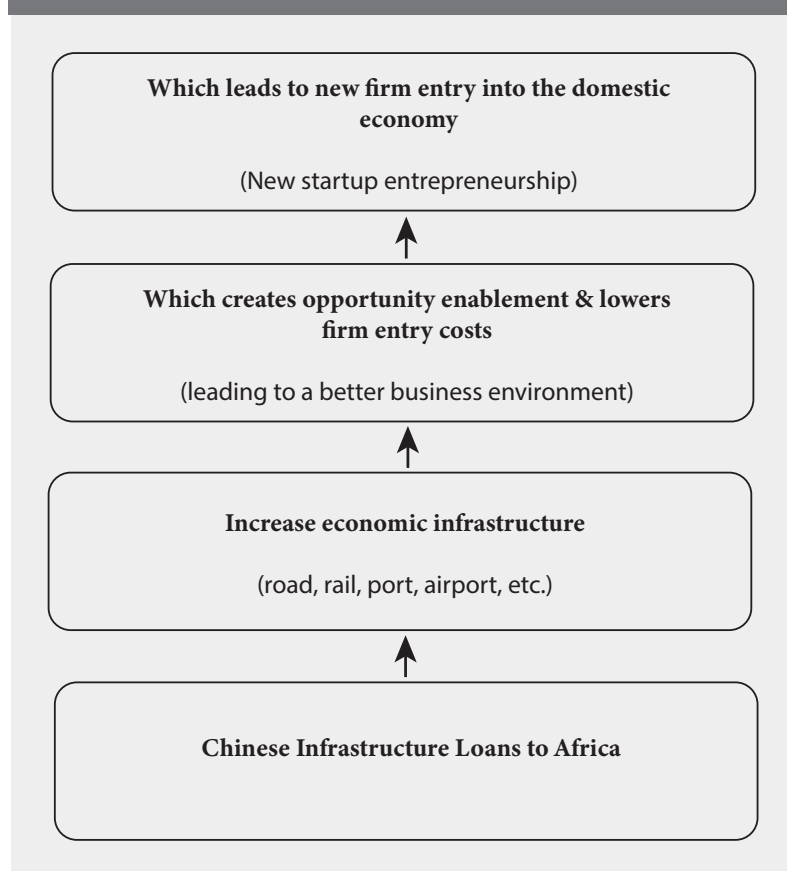 Which leads to new firm entry into the domestic
economy
(New startup entrepreneurship)
Which creates opportunity enablement & lowers
firm entry costs
(leading to a better business environment)
Increase economic infrastructure
(road, rail, port, airport, etc.)
Chinese Infrastructure Loans to Africa